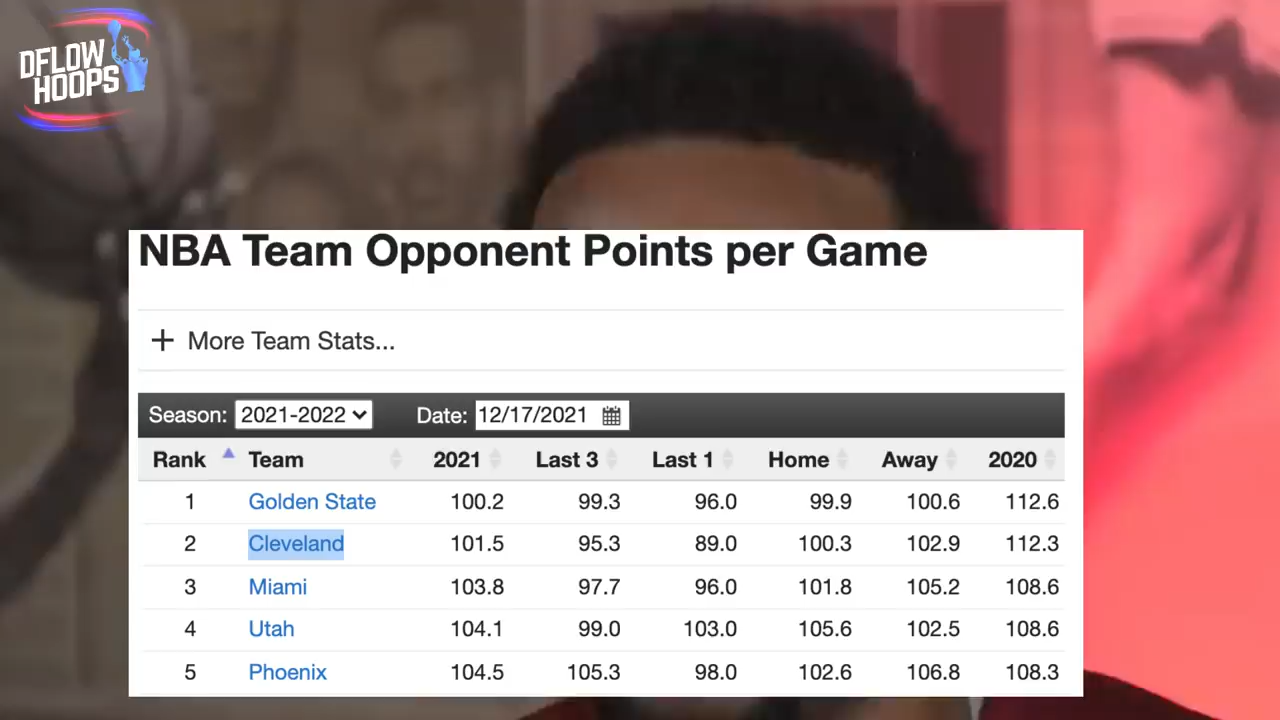 DFLOW
HOOPS
NBA Team Opponent Points per Game
+ More Team Stats...
Season: 2021-2022 Date: 12/17/2021
Rank Team 2021 Last 3 Last 1 Home Away 2020
1 Golden State 100.2 99.3 96.0 99.9 100.6 112.6
2 Cleveland 101.5 95.3 89.0 100.3 102.9 112.3
3 Miami 103.8 97.7 96.0 101.8 105.2 108.6
4 Utah 104.1 99.0 103.0 105.6 102.5 108.6
5 Phoenix 104.5 105.3 98.0 102.6 106.8 108.3